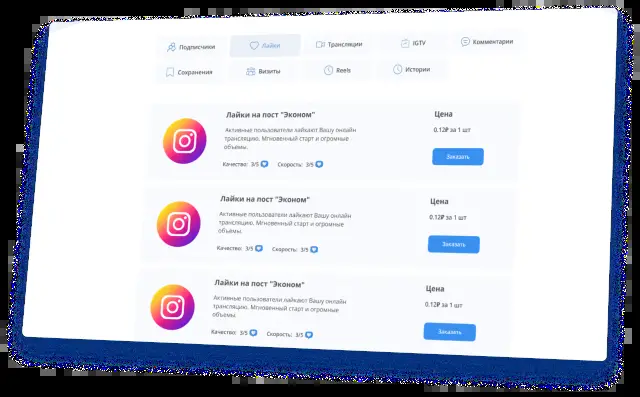 Подписчики
Лайки
Трансляции
IGTV
Комментарии
Сохранения
Визиты
Reels
Истории
Лайки на пост "Эконом"
Активные пользователи лайкают Вашу онлайн
трансляцию. Мгновенный старт и огромные
объемы.
Качество: 3/5 Скорость: 3/5
Цена
0.12₽ за 1 шт
Заказать
Лайки на пост "Эконом"
Активные пользователи лайкают Вашу онлайн
трансляцию. Мгновенный старт и огромные
объемы.
Качество: 3/5 Скорость: 3/5
Цена
0.12₽ за 1 шт
Заказать
Лайки на пост "Эконом"
Активные пользователи лайкают Вашу онлайн
трансляцию. Мгновенный старт и огромные
объемы.
Качество: 3/5 Скорость: 3/5
Цена
0.12₽ за 1 шт
Заказать